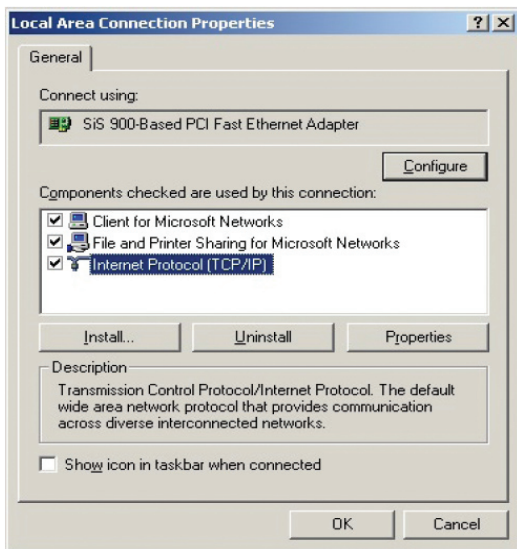 Local Area Connection Properties
General
Connect using:
SiS 900-Based PCI Fast Ethernet Adapter
Configure
Components checked are used by this connection:
Client for Microsoft Networks
File and Printer Sharing for Microsoft Networks
Internet Protocol (TCP/IP)
Install... Uninstall Properties
Description
Transmission Control Protocol/Internet Protocol. The default
wide area network protocol that provides communication
across diverse interconnected networks.
Show icon in taskbar when connected
OK Cancel